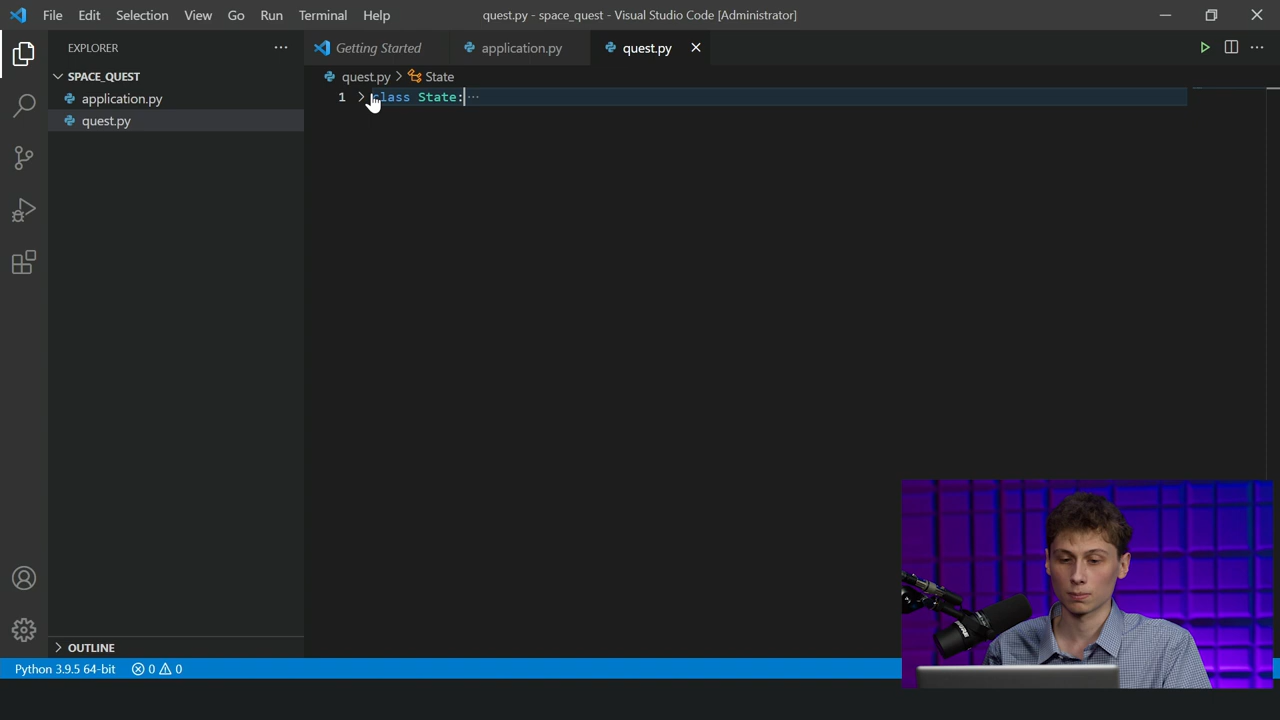 File Edit Selection View Go Run Terminal Help quest.py - space_quest - Visual Studio Code [Administrator]
EXPLORER ···
SPACE_QUEST
application.py
quest.py
OUTLINE
Getting Started application.py quest.py
quest.py > State
1 class State:···
Python 3.9.5 64-bit 0 0